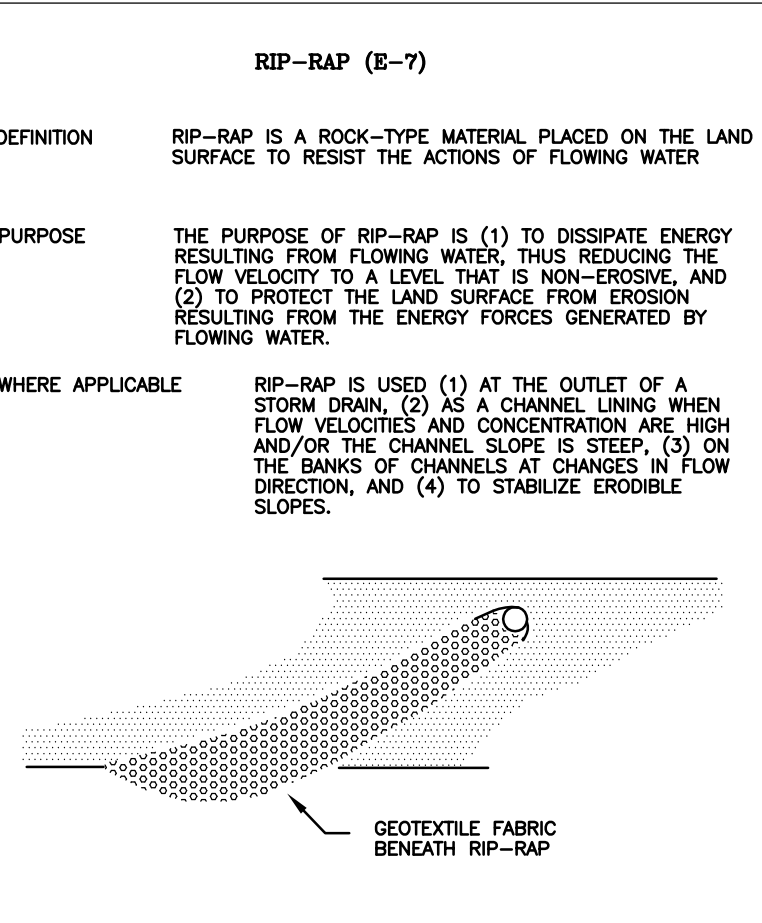 RIP-RAP (E-7)
DEFINITION RIP-RAP IS A ROCK-TYPE MATERIAL PLACED ON THE LAND
SURFACE TO RESIST THE ACTIONS OF FLOWING WATER
PURPOSE THE PURPOSE OF RIP-RAP IS (1) TO DISSIPATE ENERGY
RESULTING FROM FLOWING WATER, THUS REDUCING THE
FLOW VELOCITY TO A LEVEL THAT IS NON-EROSIVE, AND
(2) TO PROTECT THE LAND SURFACE FROM EROSION
RESULTING FROM THE ENERGY FORCES GENERATED BY
FLOWING WATER.
WHERE APPLICABLE RIP-RAP IS USED (1) AT THE OUTLET OF A
STORM DRAIN, (2) AS A CHANNEL LINING WHEN
FLOW VELOCITIES AND CONCENTRATION ARE HIGH
AND/OR THE CHANNEL SLOPE IS STEEP, (3) ON
THE BANKS OF CHANNELS AT CHANGES IN FLOW
DIRECTION, AND (4) TO STABILIZE ERODIBLE
SLOPES.
GEOTEXTILE FABRIC
BENEATH RIP-RAP